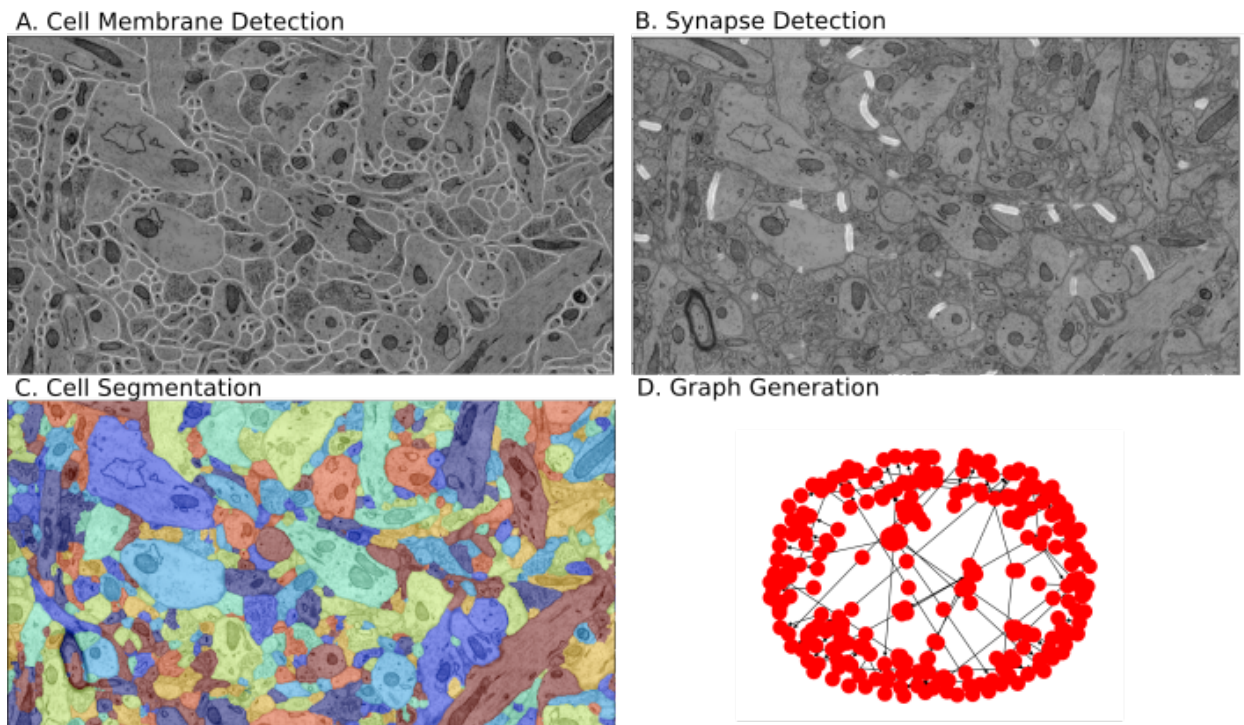 A. Cell Membrane Detection
B. Synapse Detection
C. Cell Segmentation
D. Graph Generation